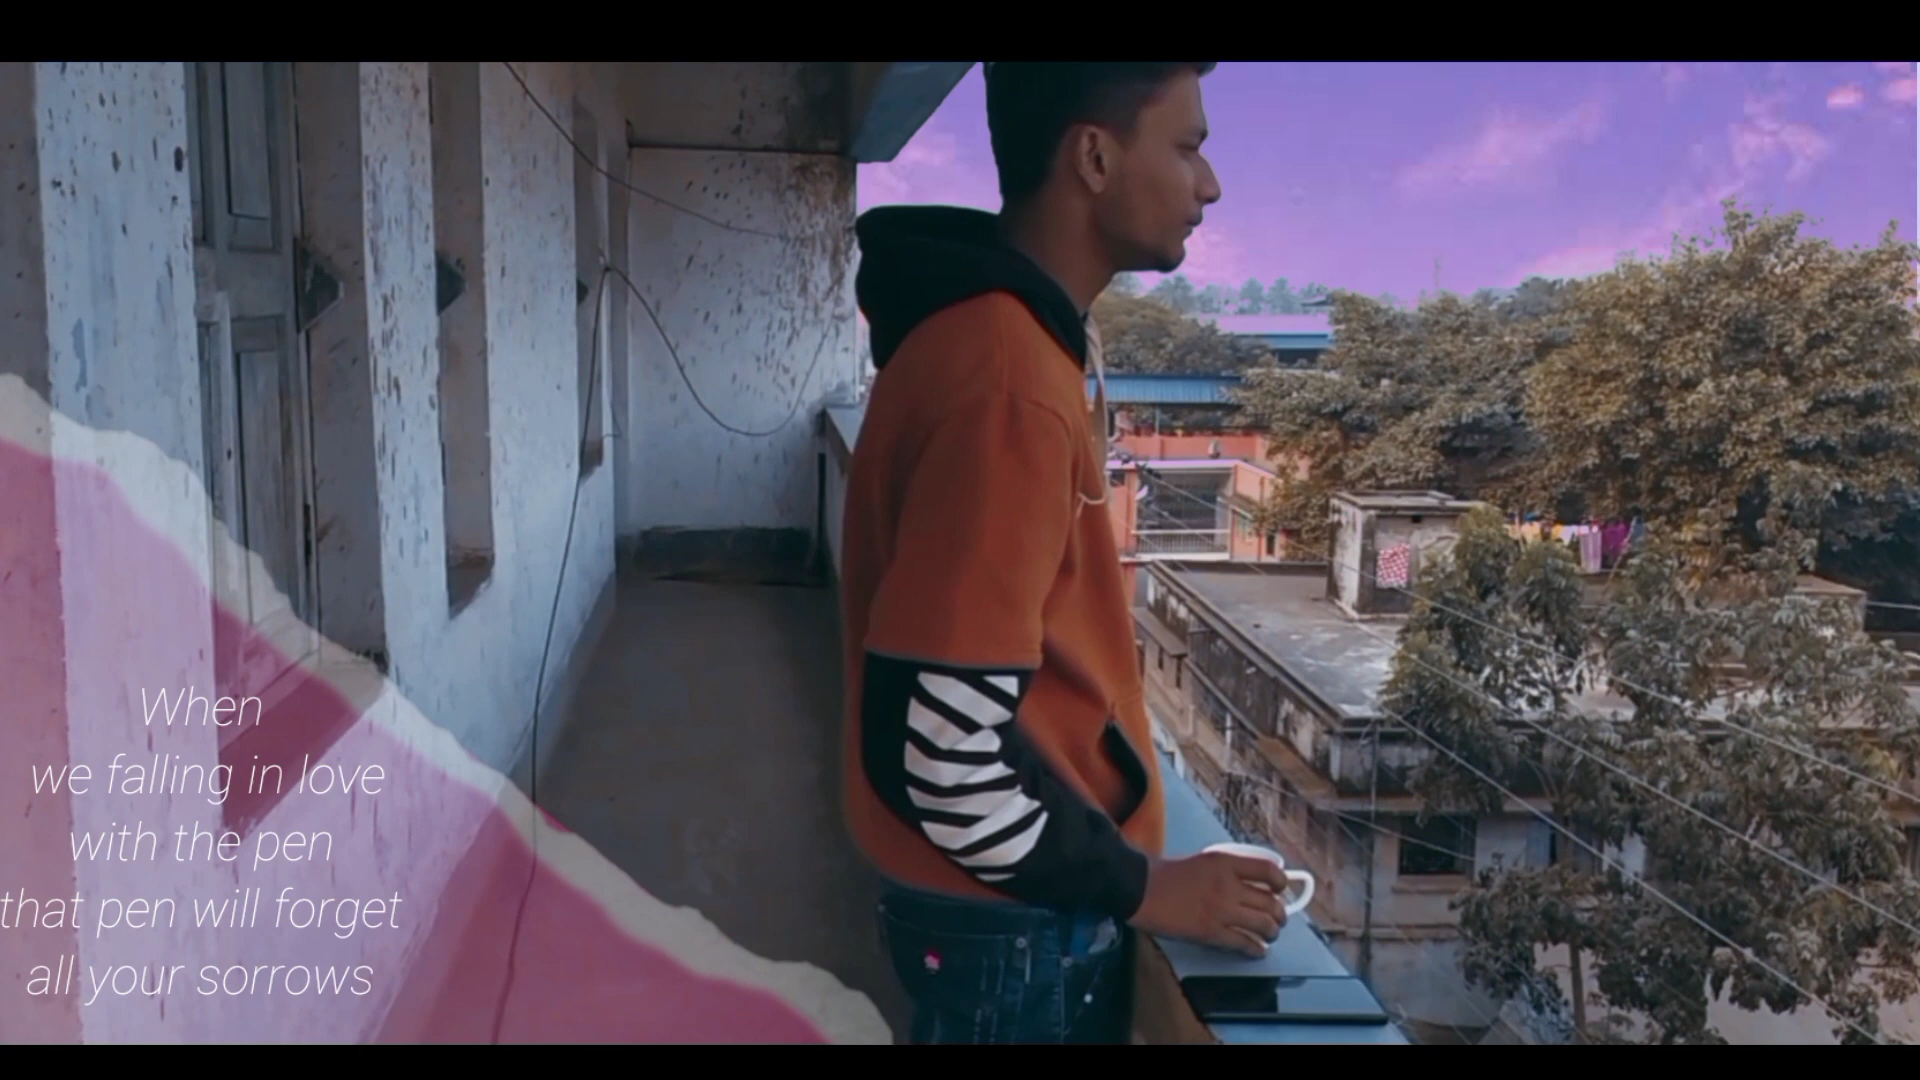 When
we falling in love
with the pen
that pen will forget
all your sorrows